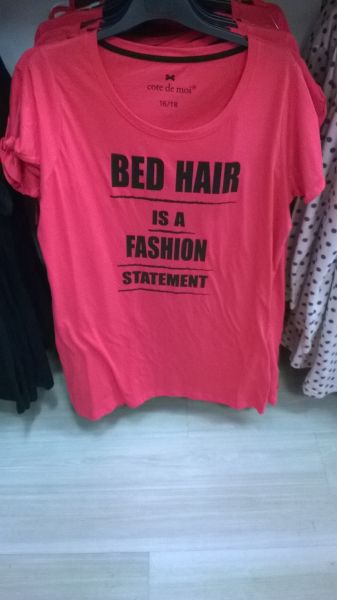 cote de moi®
16/18
BED HAIR
IS A
FASHION
STATEMENT